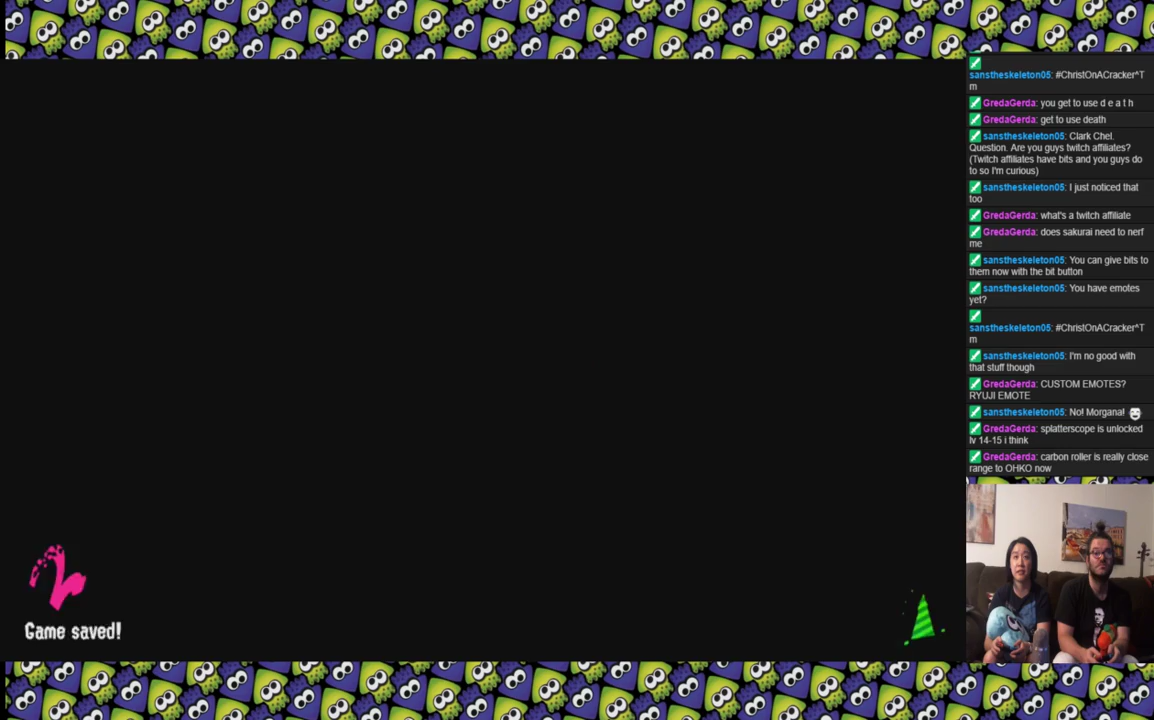 Game saved!
sanstheskeleton05: #ChristOnACracker^T
m
GredaGerda: you get to use d e a t h
GredaGerda: get to use death
sanstheskeleton05: Clark Chel.
Question. Are you guys twitch affiliates?
(Twitch affiliates have bits and you guys do
to so I'm curious)
sanstheskeleton05: I just noticed that
too
GredaGerda: what's a twitch affiliate
GredaGerda: does sakurai need to nerf
me
sanstheskeleton05: You can give bits to
them now with the bit button
sanstheskeleton05: You have emotes
yet?
sanstheskeleton05: #ChristOnACracker^T
m
sanstheskeleton05: I'm no good with
that stuff though
GredaGerda: CUSTOM EMOTES?
RYUJI EMOTE
sanstheskeleton05: No! Morgana!
GredaGerda: splatterscope is unlocked
lv 14-15 i think
GredaGerda: carbon roller is really close
range to OHKO now